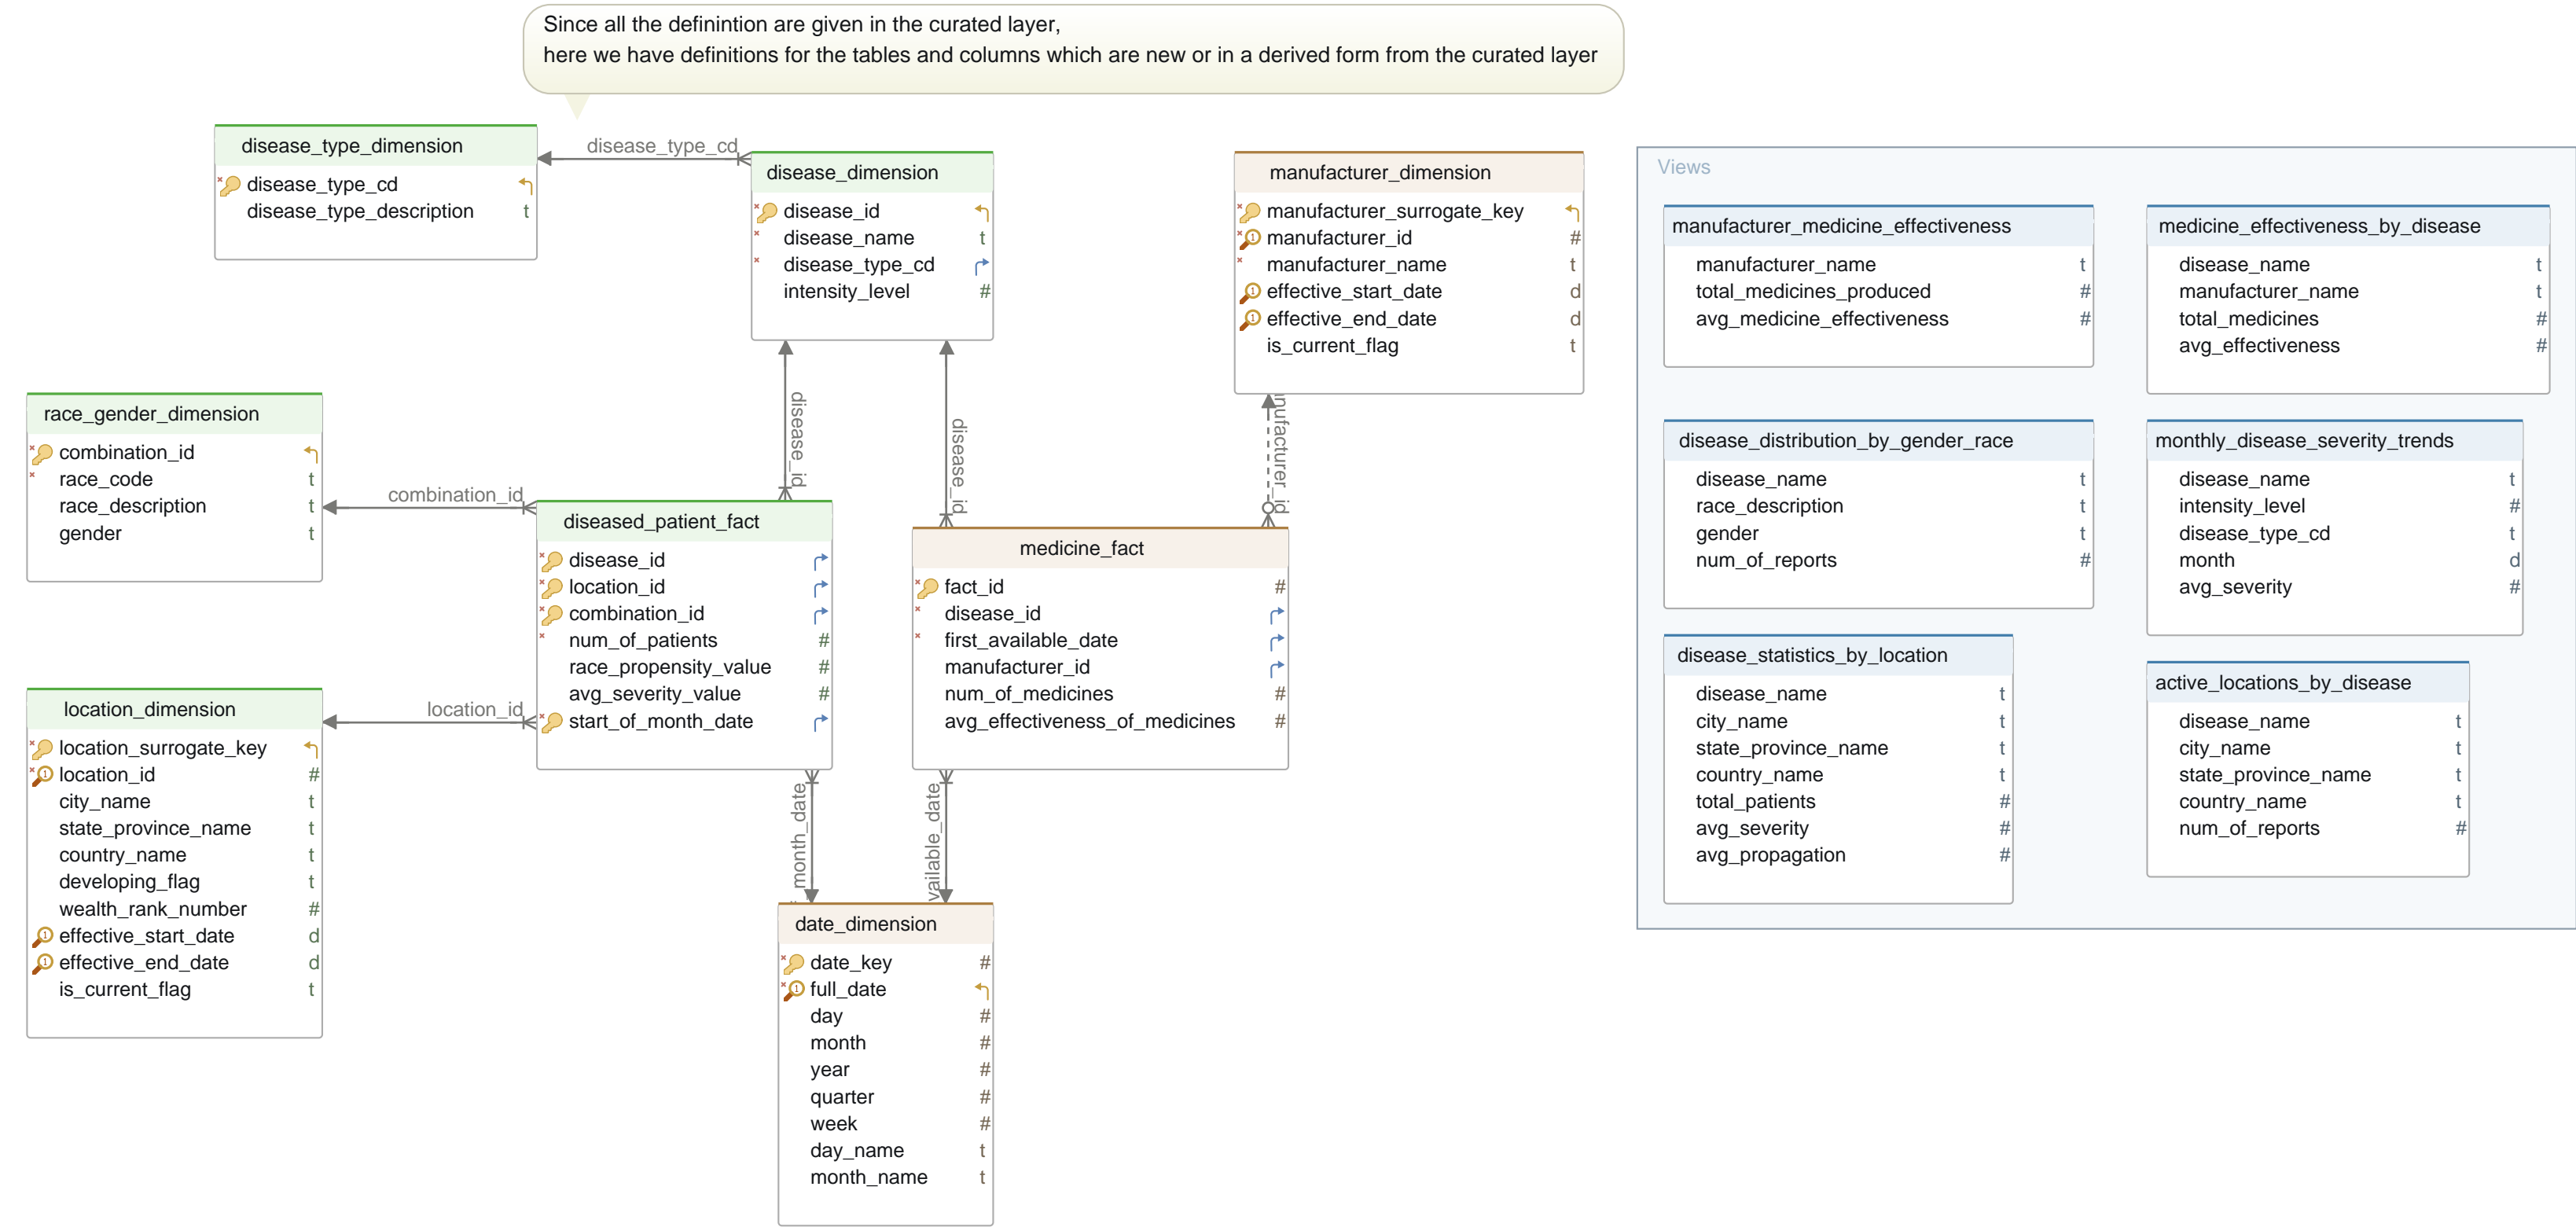 Since all the definintion are given in the curated layer,
here we have definitions for the tables and columns which are new or in a derived form from the curated layer
disease_type_dimension
disease_type_cd
disease_type_description t
disease_type_cd
disease_dimension
disease_id
disease_name t
disease_type_cd
intensity_level #
manufacturer_dimension
manufacturer_surrogate_key
manufacturer_id #
manufacturer_name t
effective_start_date d
effective_end_date d
is_current_flag t
race_gender_dimension
combination_id
race_code t
race_description t
gender t
combination_id
disease_id
disease_id
nufacturer_id
diseased_patient_fact
disease_id
location_id
combination_id
num_of_patients #
race_propensity_value #
avg_severity_value #
start_of_month_date
medicine_fact
fact_id #
disease_id
first_available_date
manufacturer_id
num_of_medicines #
avg_effectiveness_of_medicines #
location_dimension
location_surrogate_key
location_id #
city_name t
state_province_name t
country_name t
developing_flag t
wealth_rank_number #
effective_start_date d
effective_end_date d
is_current_flag t
location_id
month_date
vailable_date
date_dimension
date_key #
full_date
day #
month #
year #
quarter #
week #
day_name t
month_name t
Views
manufacturer_medicine_effectiveness
manufacturer_name t
total_medicines_produced #
avg_medicine_effectiveness #
medicine_effectiveness_by_disease
disease_name t
manufacturer_name t
total_medicines #
avg_effectiveness #
disease_distribution_by_gender_race
disease_name t
race_description t
gender t
num_of_reports #
monthly_disease_severity_trends
disease_name t
intensity_level #
disease_type_cd t
month d
avg_severity #
disease_statistics_by_location
disease_name t
city_name t
state_province_name t
country_name t
total_patients #
avg_severity #
avg_propagation #
active_locations_by_disease
disease_name t
city_name t
state_province_name t
country_name t
num_of_reports #